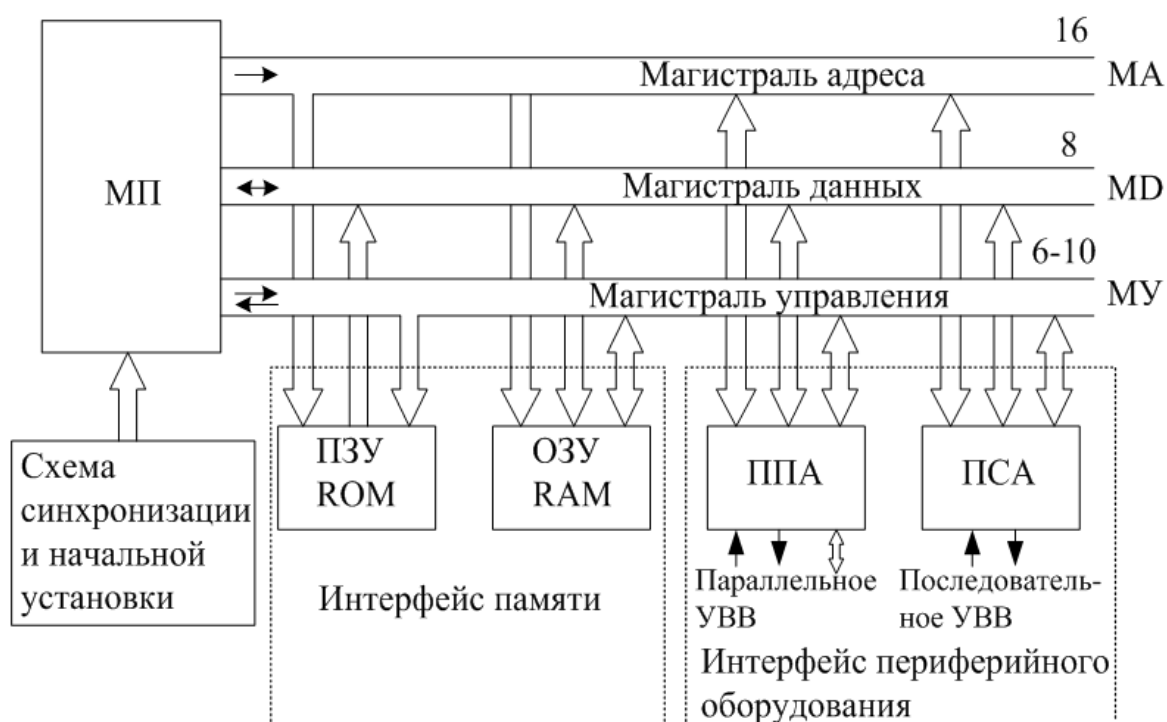 16
Магистраль адреса
МА
8
МП
Магистраль данных
MD
6-10
Магистраль управления
МУ
Схема
синхронизации
и начальной
установки
ПЗУ
ROM
ОЗУ
RAM
ППА
ПСА
Параллельное
УВВ
Последователь-
ное УВВ
Интерфейс памяти
Интерфейс периферийного
оборудования